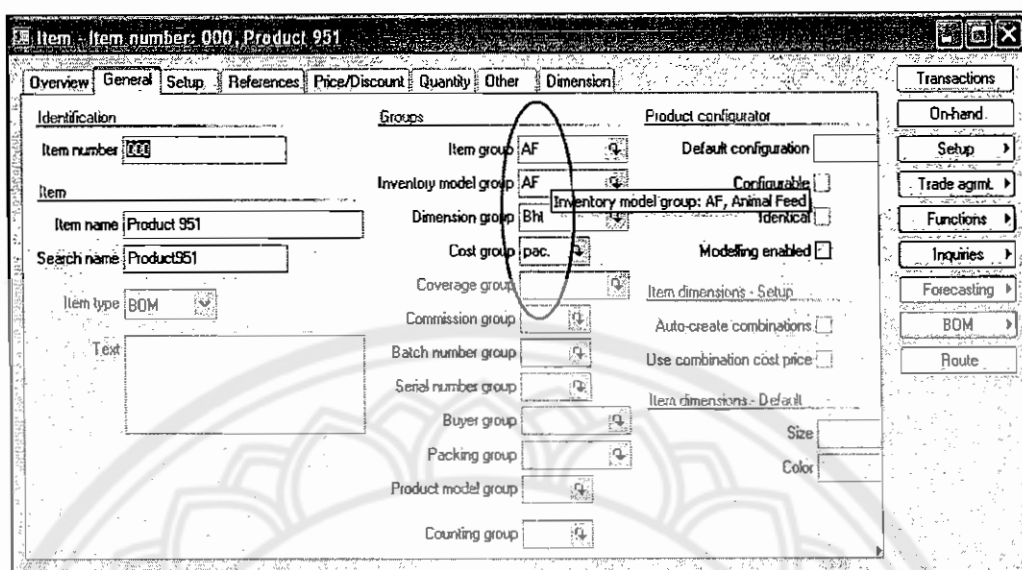 Item - Item number: 000, Product 951
Overview General Setup References Price/Discount Quantity Other Dimension
Identification
Item number 000
Item
Item name Product 951
Search name Product951
Item type BOM
Text
Groups
Item group AF
Inventory model group AF
Inventory model group: AF, Animal Feed
Dimension group Bht
Cost group pac.
Coverage group
Commission group
Batch number group
Serial number group
Buyer group
Packing group
Product model group
Counting group
Product configurator
Default configuration
Configurable
Identical
Modelling enabled
Item dimensions - Setup
Auto-create combinations
Use combination cost price
Item dimensions - Default
Size
Color
Transactions
On-hand
Setup
Trade agrmt.
Functions
Inquiries
Forecasting
BOM
Route